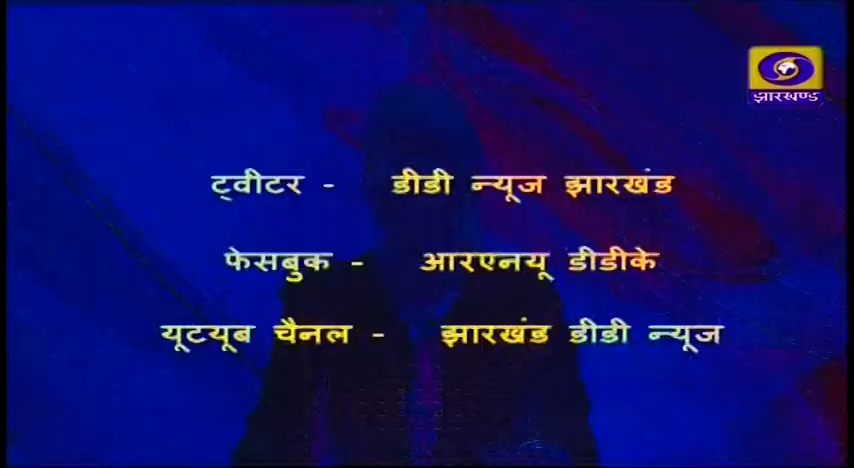 झारखण्ड
ट्वीटर - डीडी न्यूज झारखंड
फेसबुक - आरएनयू डीडीके
यूटयूब चैनल - झारखंड डीडी न्यूज